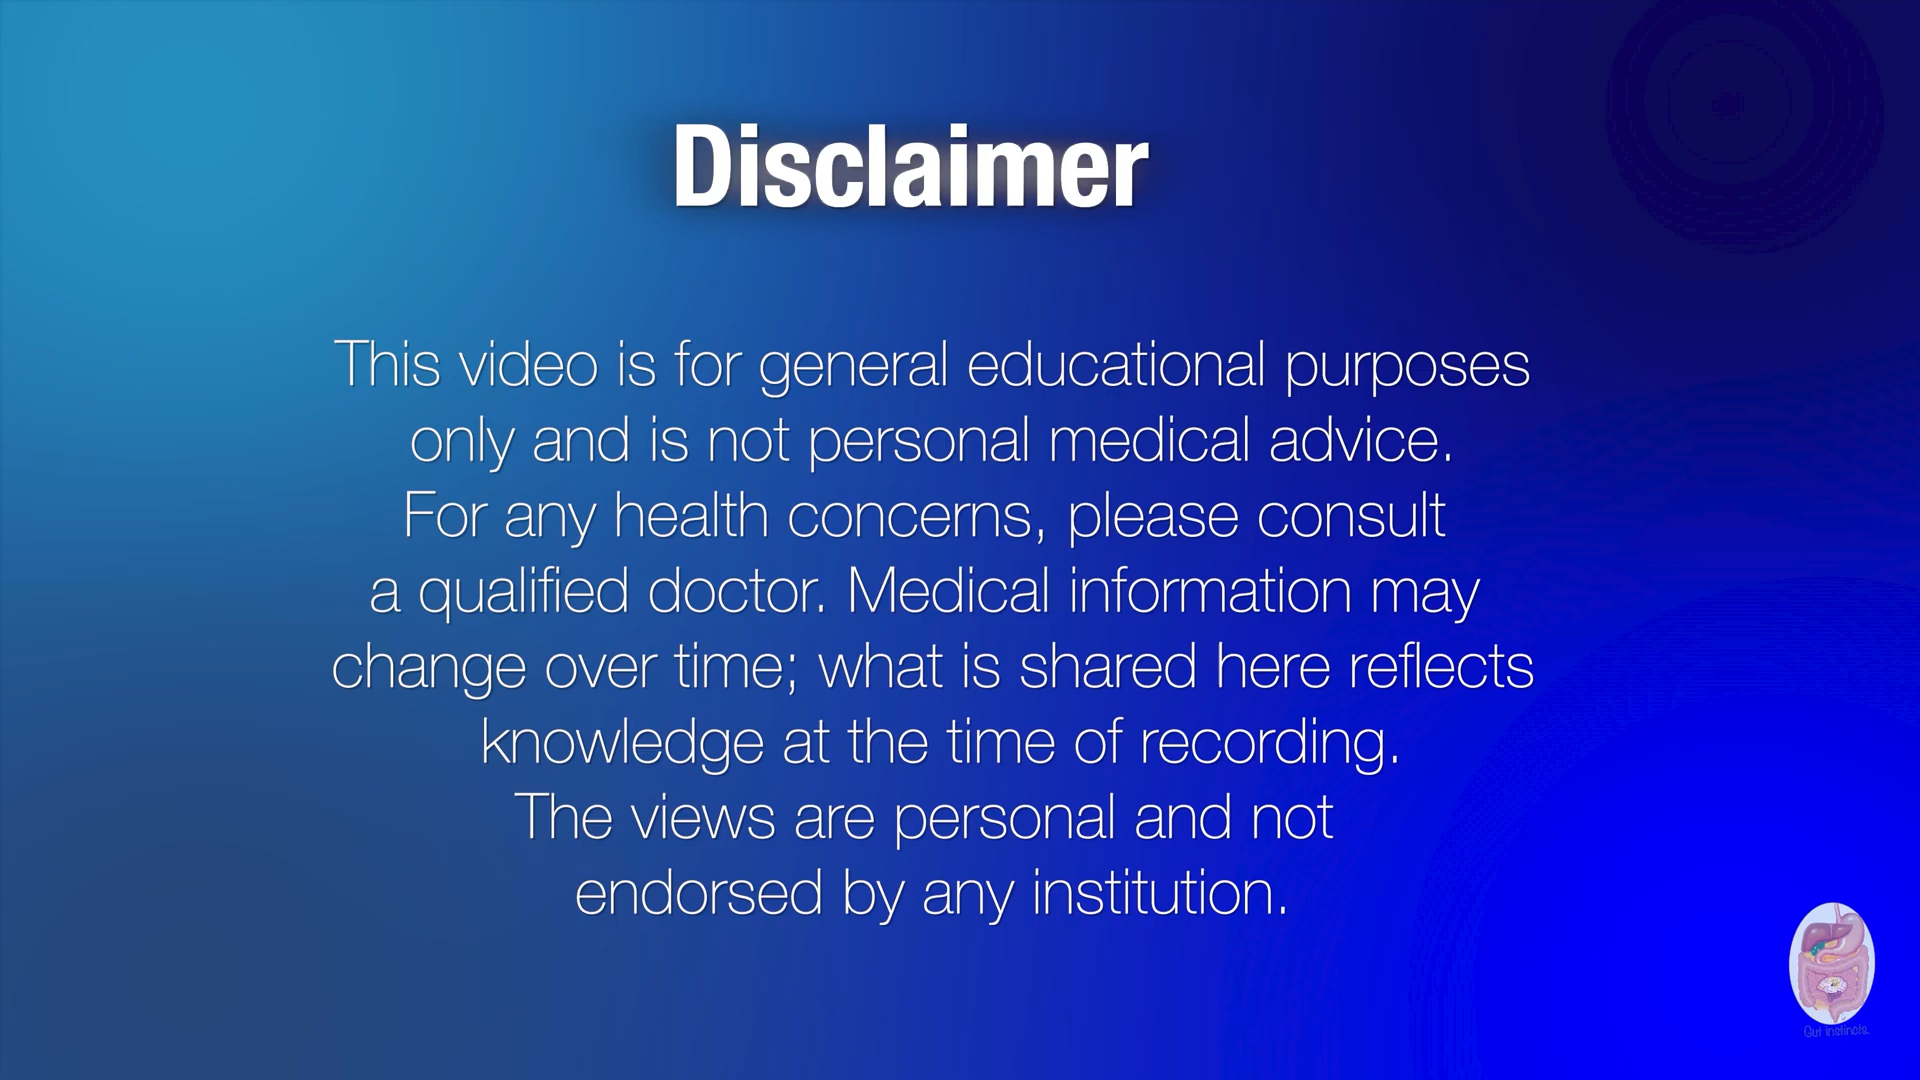 Disclaimer
This video is for general educational purposes
only and is not personal medical advice.
For any health concerns, please consult
a qualified doctor. Medical information may
change over time; what is shared here reflects
knowledge at the time of recording.
The views are personal and not
endorsed by any institution.
Gut instincts.